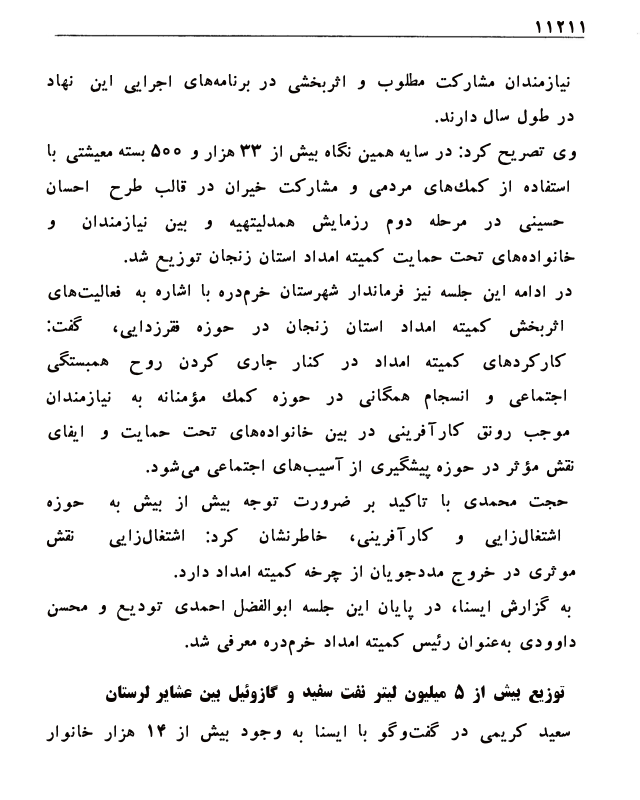 ۱۱۲۱۱
نیازمندان مشارکت مطلوب و اثربخشی در برنامه‌های اجرایی این نهاد
در طول سال دارند.
وی تصریح کرد: در سایه همین نگاه بیش از ۳۳ هزار و ۵۰۰ بسته معیشتی با
استفاده از کمك‌های مردمی و مشارکت خیران در قالب طرح احسان
حسینی در مرحله دوم رزمایش همدلیتهیه و بین نیازمندان و
خانواده‌های تحت حمایت کمیته امداد استان زنجان توزیع شد.
در ادامه این جلسه نیز فرماندار شهرستان خرم‌دره با اشاره به فعالیت‌های
اثربخش کمیته امداد استان زنجان در حوزه فقرزدایی، گفت:
کارکردهای کمیته امداد در کنار جاری کردن روح همبستگی
اجتماعی و انسجام همگانی در حوزه کمك مؤمنانه به نیازمندان
موجب رونق کارآفرینی در بین خانواده‌های تحت حمایت و ایفای
نقش مؤثر در حوزه پیشگیری از آسیب‌های اجتماعی می‌شود.
حجت محمدی با تاکید بر ضرورت توجه بیش از بیش به حوزه
اشتغال‌زایی و کارآفرینی، خاطرنشان کرد: اشتغال‌زایی نقش
موثری در خروج مددجویان از چرخه کمیته امداد دارد.
به گزارش ایسنا، در پایان این جلسه ابوالفضل احمدی تودیع و محسن
داوودی به‌عنوان رئیس کمیته امداد خرم‌دره معرفی شد.
توزیع بیش از ۵ میلیون لیتر نفت سفید و گازوئیل بین عشایر لرستان
سعید کریمی در گفت‌وگو با ایسنا به وجود بیش از ۱۴ هزار خانوار